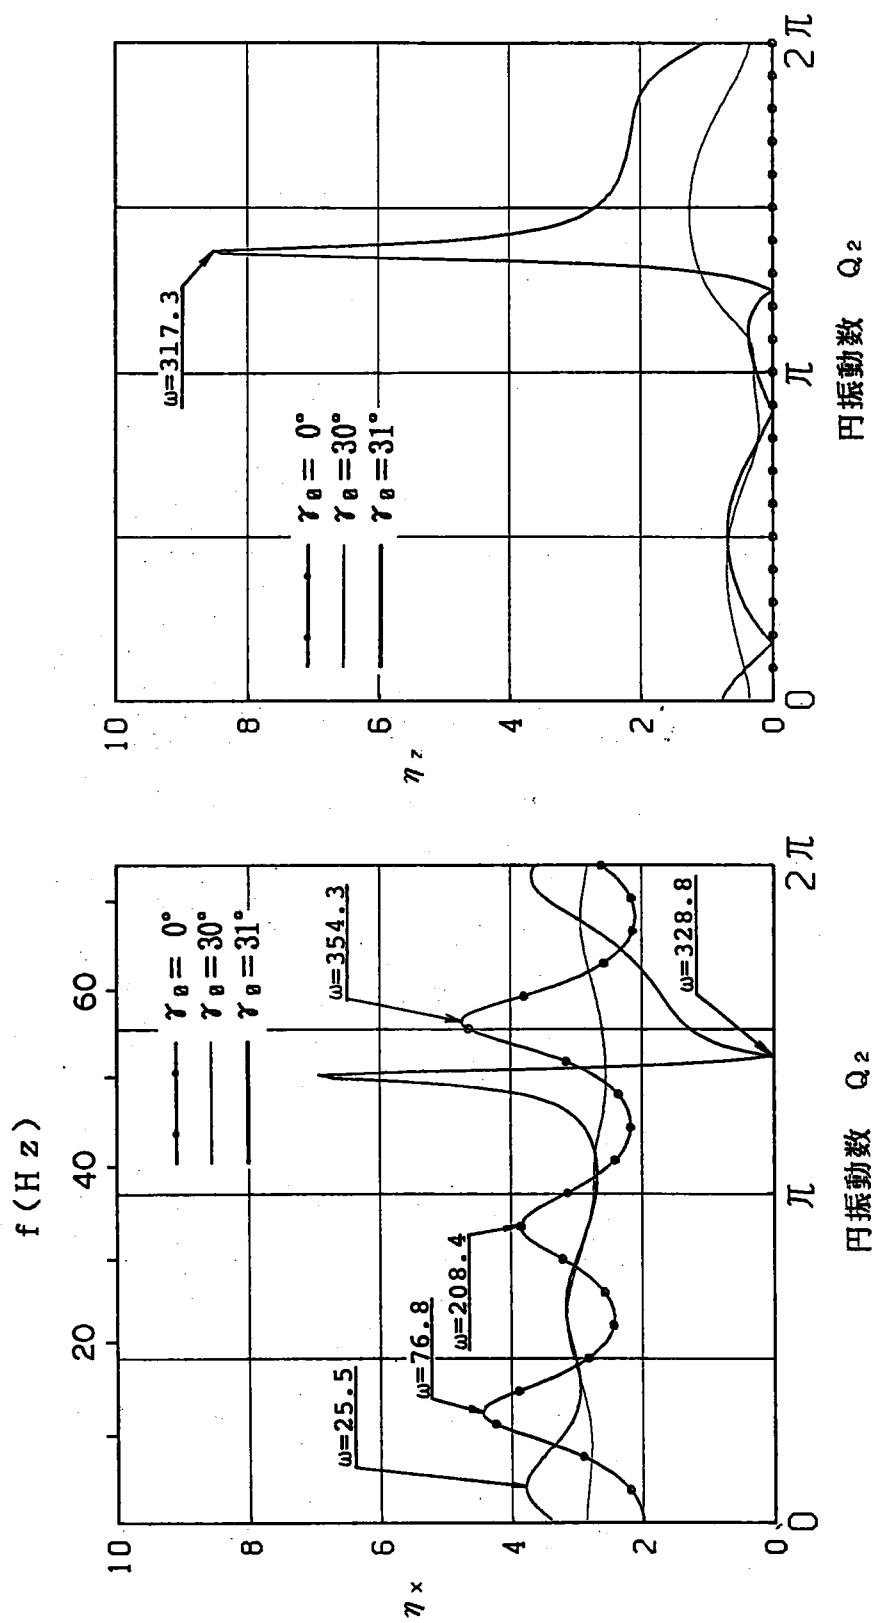 f(Hz)
20
40
60
10
8
6
4
2
0
ηx
γ0= 0°
γ0=30°
γ0=31°
ω=25.5
ω=76.8
ω=208.4
ω=354.3
ω=328.8
0
π
2π
円振動数 Q2
10
8
6
4
2
0
ηz
ω=317.3
γ0= 0°
γ0=30°
γ0=31°
0
π
2π
円振動数 Q2